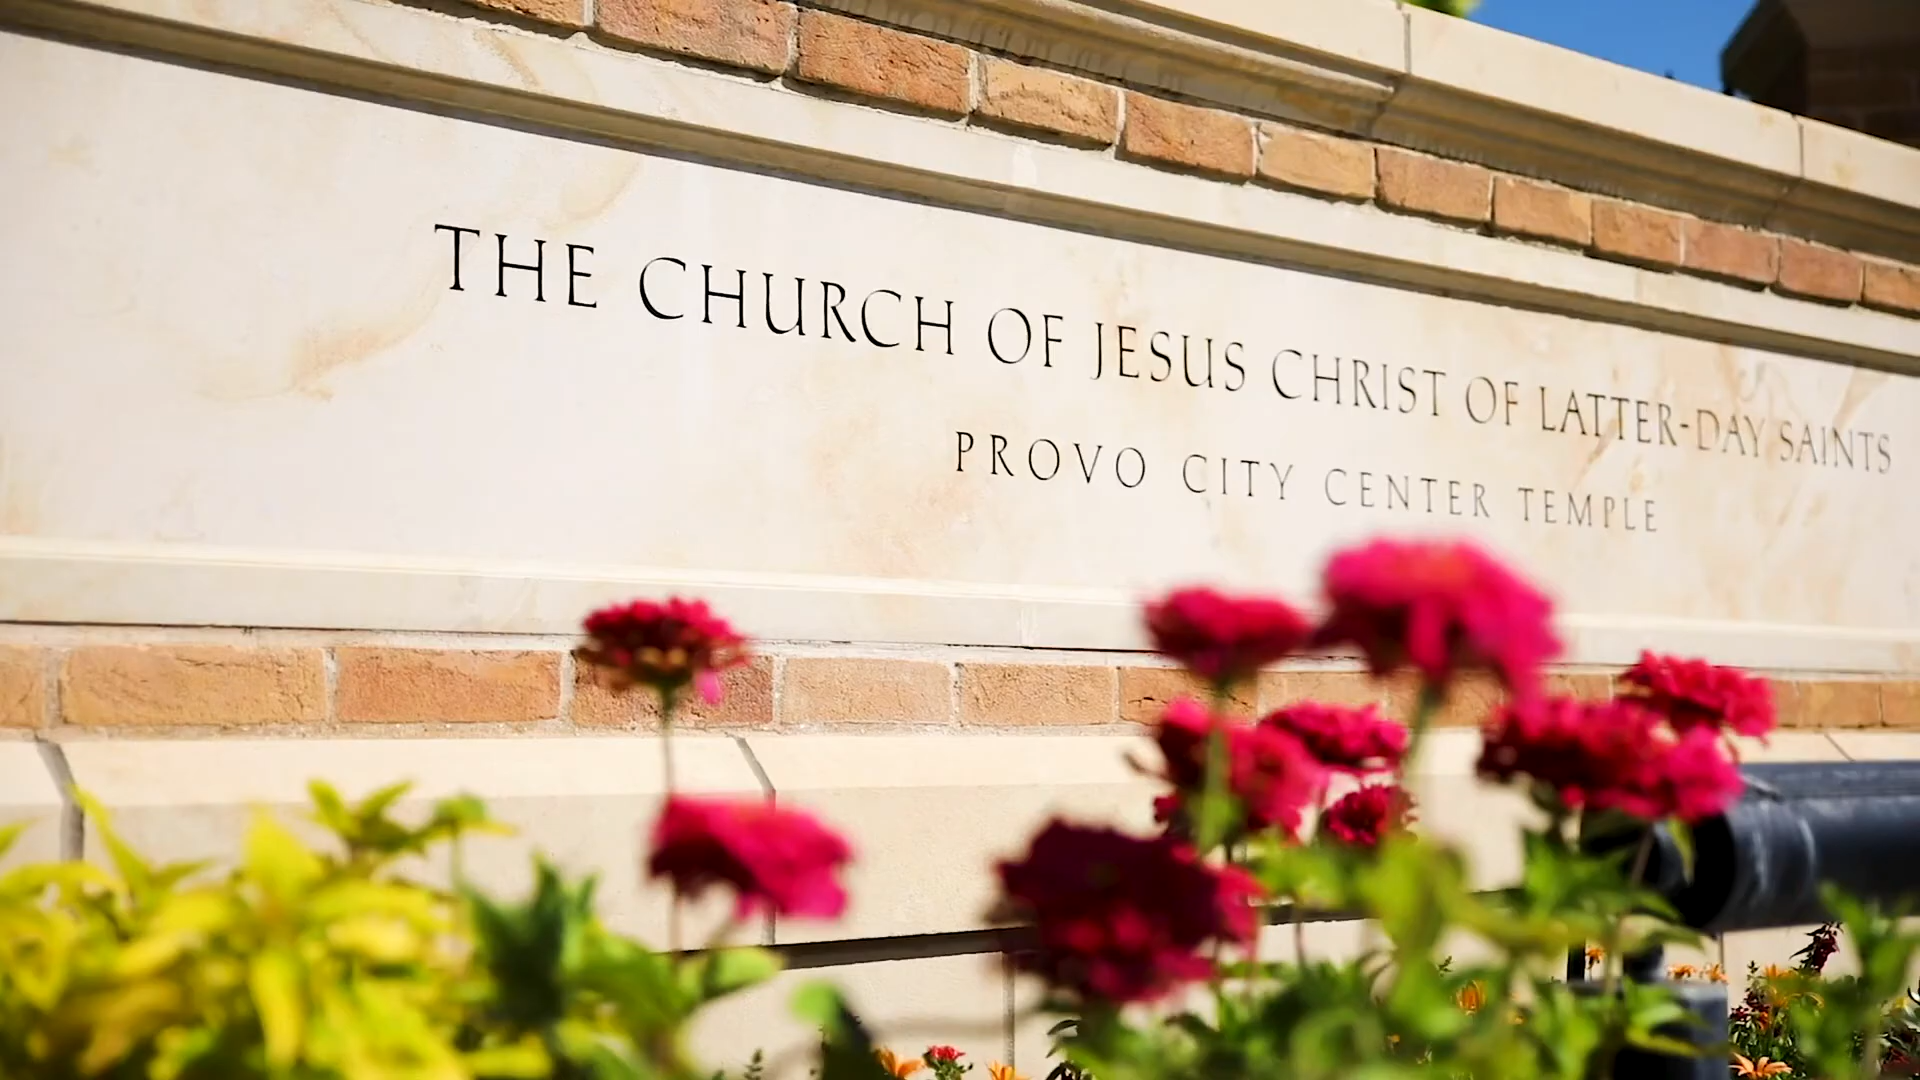 THE CHURCH OF JESUS CHRIST OF LATTER-DAY SAINTS
PROVO CITY CENTER TEMPLE